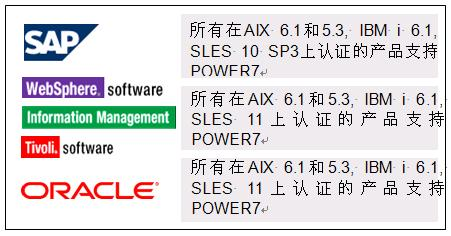 SAP
所有在AIX 6.1和5.3, IBM i 6.1,
SLES 10 SP3上认证的产品支持
POWER7
WebSphere. software
Information Management
Tivoli. software
所有在AIX 6.1和5.3, IBM i 6.1,
SLES 11上认证的产品支持
POWER7
ORACLE
所有在AIX 6.1和5.3, IBM i 6.1,
SLES 11上认证的产品支持
POWER7